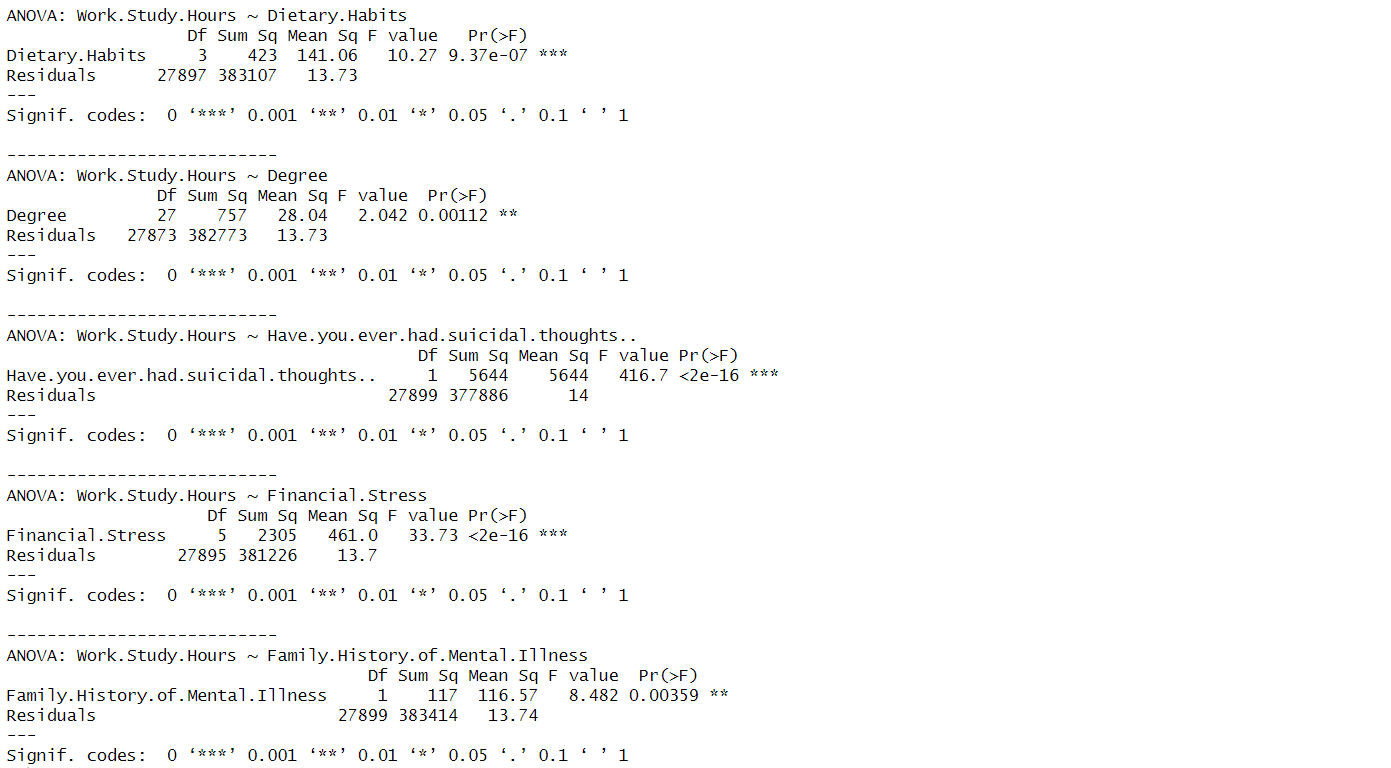 ANOVA: Work.Study.Hours ~ Dietary.Habits
                  Df Sum Sq Mean Sq F value   Pr(>F)
Dietary.Habits     3    423  141.06   10.27 9.37e-07 ***
Residuals      27897 383107   13.73
---
Signif. codes:  0 ‘***’ 0.001 ‘**’ 0.01 ‘*’ 0.05 ‘.’ 0.1 ‘ ’ 1

---------------------------
ANOVA: Work.Study.Hours ~ Degree
               Df Sum Sq Mean Sq F value  Pr(>F)
Degree         27    757   28.04   2.042 0.00112 **
Residuals   27873 382773   13.73
---
Signif. codes:  0 ‘***’ 0.001 ‘**’ 0.01 ‘*’ 0.05 ‘.’ 0.1 ‘ ’ 1

---------------------------
ANOVA: Work.Study.Hours ~ Have.you.ever.had.suicidal.thoughts..
                                         Df Sum Sq Mean Sq F value Pr(>F)
Have.you.ever.had.suicidal.thoughts..    1   5644    5644   416.7 <2e-16 ***
Residuals                             27899 377886      14
---
Signif. codes:  0 ‘***’ 0.001 ‘**’ 0.01 ‘*’ 0.05 ‘.’ 0.1 ‘ ’ 1

---------------------------
ANOVA: Work.Study.Hours ~ Financial.Stress
                    Df Sum Sq Mean Sq F value Pr(>F)
Financial.Stress     5   2305   461.0   33.73 <2e-16 ***
Residuals        27895 381226    13.7
---
Signif. codes:  0 ‘***’ 0.001 ‘**’ 0.01 ‘*’ 0.05 ‘.’ 0.1 ‘ ’ 1

---------------------------
ANOVA: Work.Study.Hours ~ Family.History.of.Mental.Illness
                                    Df Sum Sq Mean Sq F value  Pr(>F)
Family.History.of.Mental.Illness    1    117  116.57   8.482 0.00359 **
Residuals                        27899 383414   13.74
---
Signif. codes:  0 ‘***’ 0.001 ‘**’ 0.01 ‘*’ 0.05 ‘.’ 0.1 ‘ ’ 1